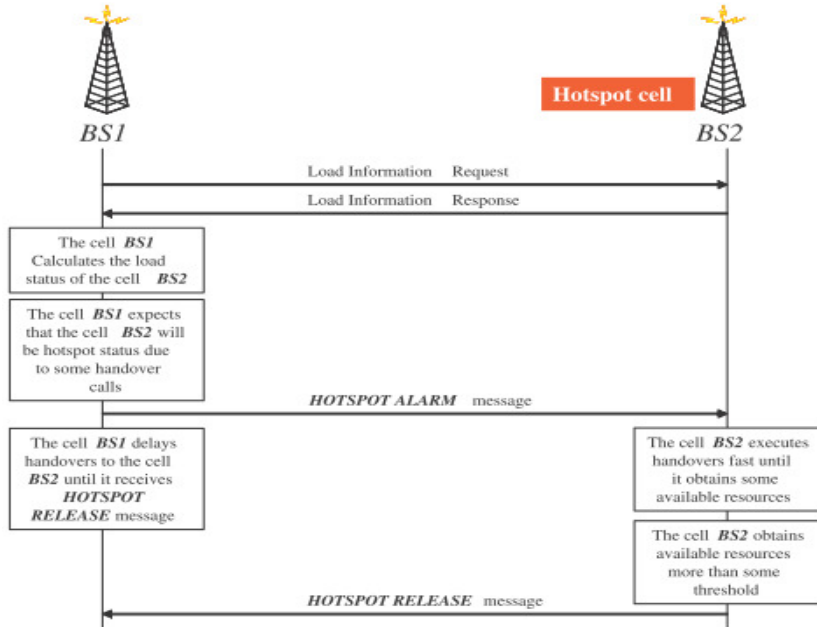 Hotspot cell
BS1
BS2
Load Information Request
Load Information Response
The cell BS1
Calculates the load
status of the cell BS2
The cell BS1 expects
that the cell BS2 will
be hotspot status due
to some handover
calls
HOTSPOT ALARM message
The cell BS1 delays
handovers to the cell
BS2 until it receives
HOTSPOT
RELEASE message
The cell BS2 executes
handovers fast until
it obtains some
available resources
The cell BS2 obtains
available resources
more than some
threshold
HOTSPOT RELEASE message